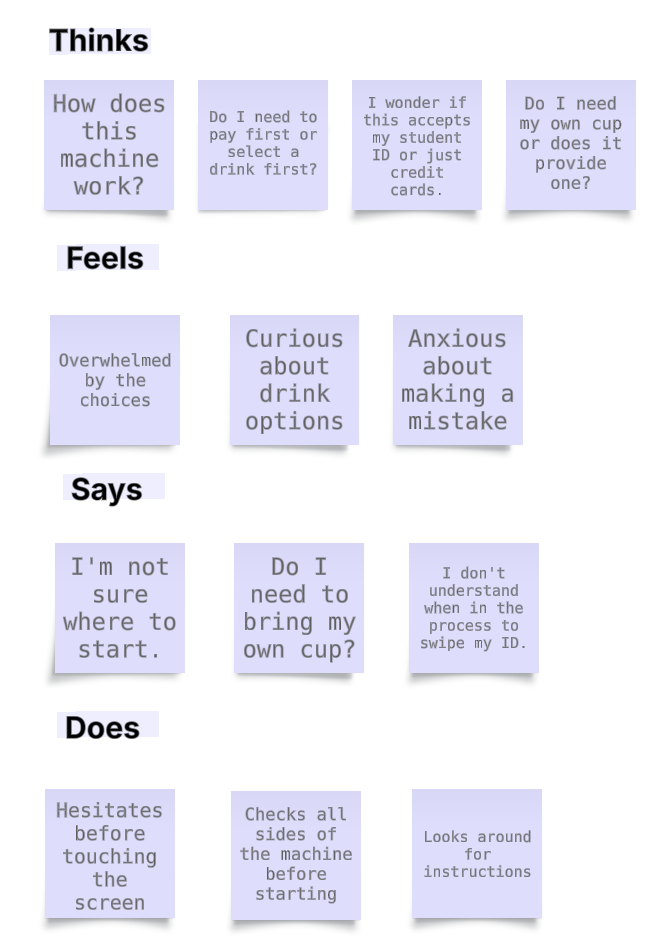 Thinks
How does
this
machine
work?
Do I need to
pay first or
select a
drink first?
I wonder if
this accepts
my student
ID or just
credit
cards.
Do I need
my own cup
or does it
provide
one?
Feels
Overwhelmed
by the
choices
Curious
about
drink
options
Anxious
about
making a
mistake
Says
I'm not
sure
where to
start.
Do I
need to
bring my
own cup?
I don't
understand
when in the
process to
swipe my ID.
Does
Hesitates
before
touching
the
screen
Checks all
sides of
the machine
before
starting
Looks around
for
instructions